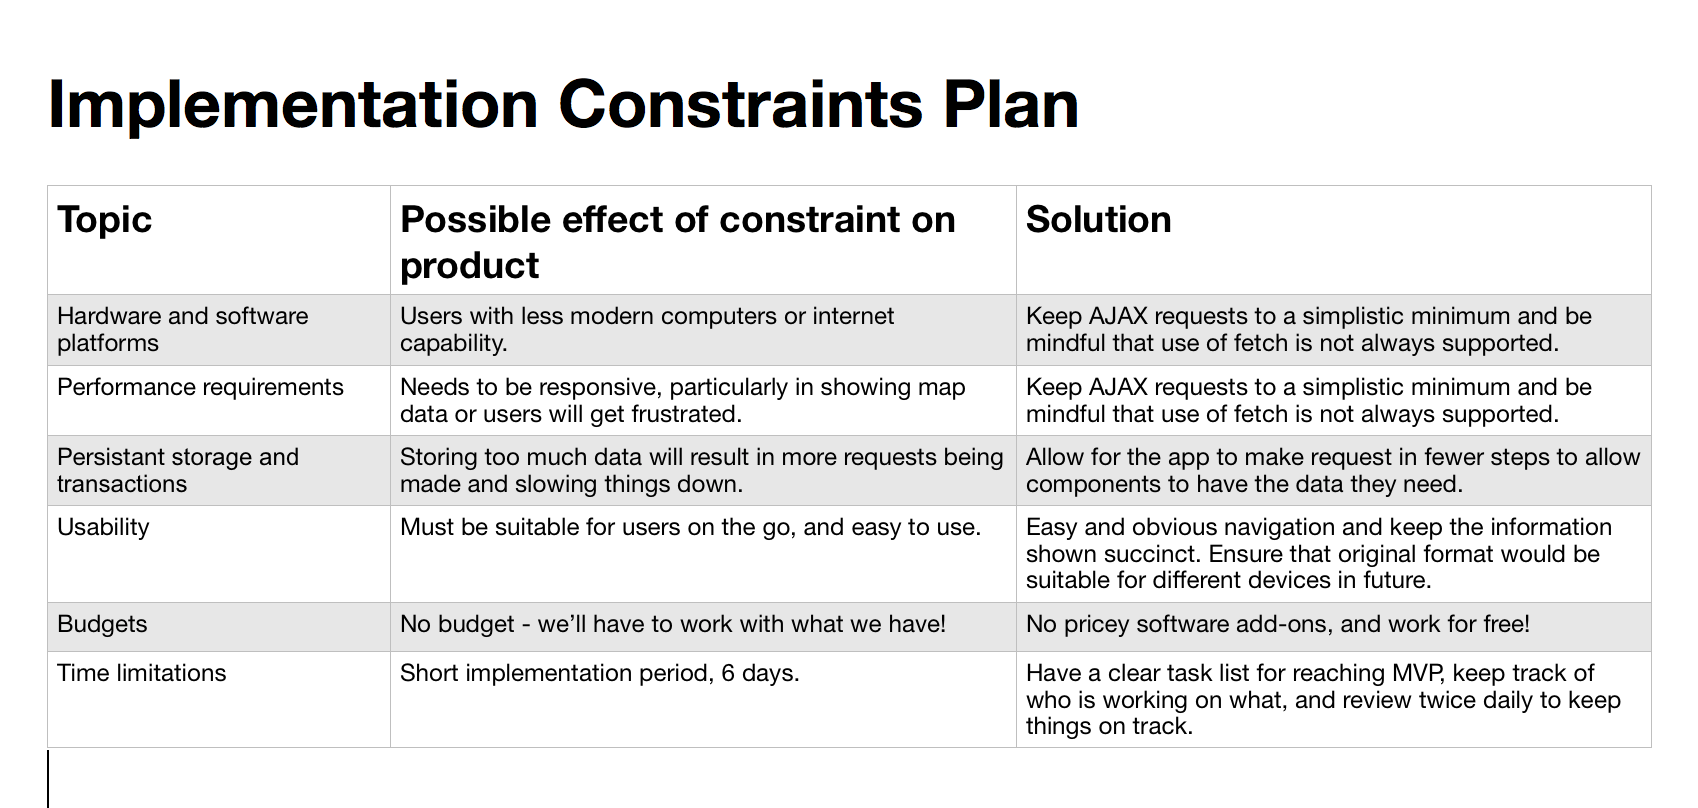 Implementation Constraints Plan
Topic
Possible effect of constraint on
product
Solution
Hardware and software
platforms
Users with less modern computers or internet
capability.
Keep AJAX requests to a simplistic minimum and be
mindful that use of fetch is not always supported.
Performance requirements
Needs to be responsive, particularly in showing map
data or users will get frustrated.
Keep AJAX requests to a simplistic minimum and be
mindful that use of fetch is not always supported.
Persistant storage and
transactions
Storing too much data will result in more requests being
made and slowing things down.
Allow for the app to make request in fewer steps to allow
components to have the data they need.
Usability
Must be suitable for users on the go, and easy to use.
Easy and obvious navigation and keep the information
shown succinct. Ensure that original format would be
suitable for different devices in future.
Budgets
No budget - we’ll have to work with what we have!
No pricey software add-ons, and work for free!
Time limitations
Short implementation period, 6 days.
Have a clear task list for reaching MVP, keep track of
who is working on what, and review twice daily to keep
things on track.